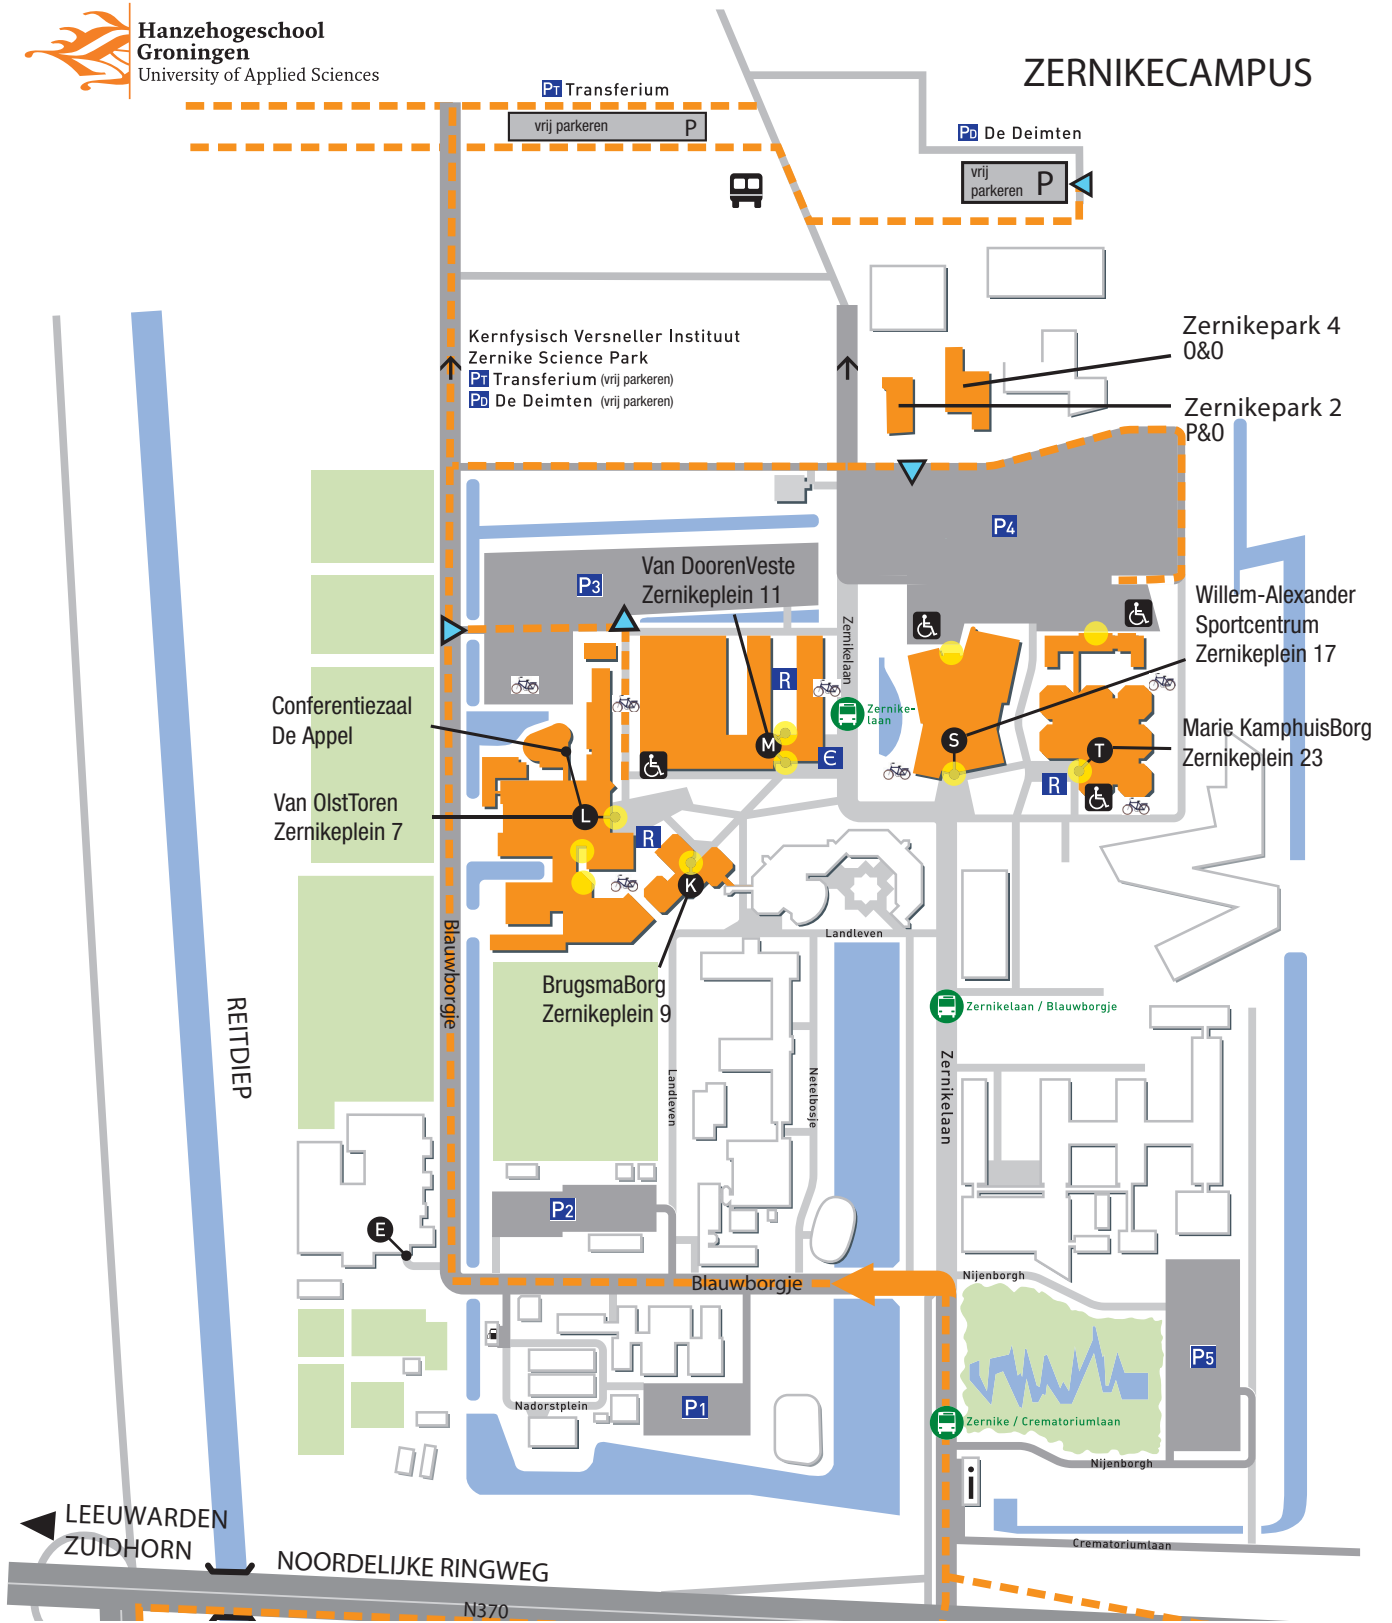 Hanzehogeschool
Groningen
University of Applied Sciences
ZERNIKECAMPUS
PT Transferium
vrij parkeren P
PD De Deimten
vrij
parkeren P
Kernfysisch Versneller Instituut
Zernike Science Park
PT Transferium (vrij parkeren)
PD De Deimten (vrij parkeren)
Zernikepark 4
O&O
Zernikepark 2
P&O
P4
P3
Van DoorenVeste
Zernikeplein 11
Willem-Alexander
Sportcentrum
Zernikeplein 17
Zernikelaan
R
Zernike-
laan
Conferentiezaal
De Appel
M
€
S
T
R
Marie KamphuisBorg
Zernikeplein 23
Van OlstToren
Zernikeplein 7
L
R
K
Landleven
Blauwborgje
BrugsmaBorg
Zernikeplein 9
REITDIEP
Zernikelaan / Blauwborgje
Zernikelaan
Landleven
Netelbosje
P2
E
Blauwborgje
Nijenborgh
P5
P1
Nadorstplein
Zernike / Crematoriumlaan
Nijenborgh
i
Crematoriumlaan
LEEUWARDEN
ZUIDHORN
NOORDELIJKE RINGWEG
N370